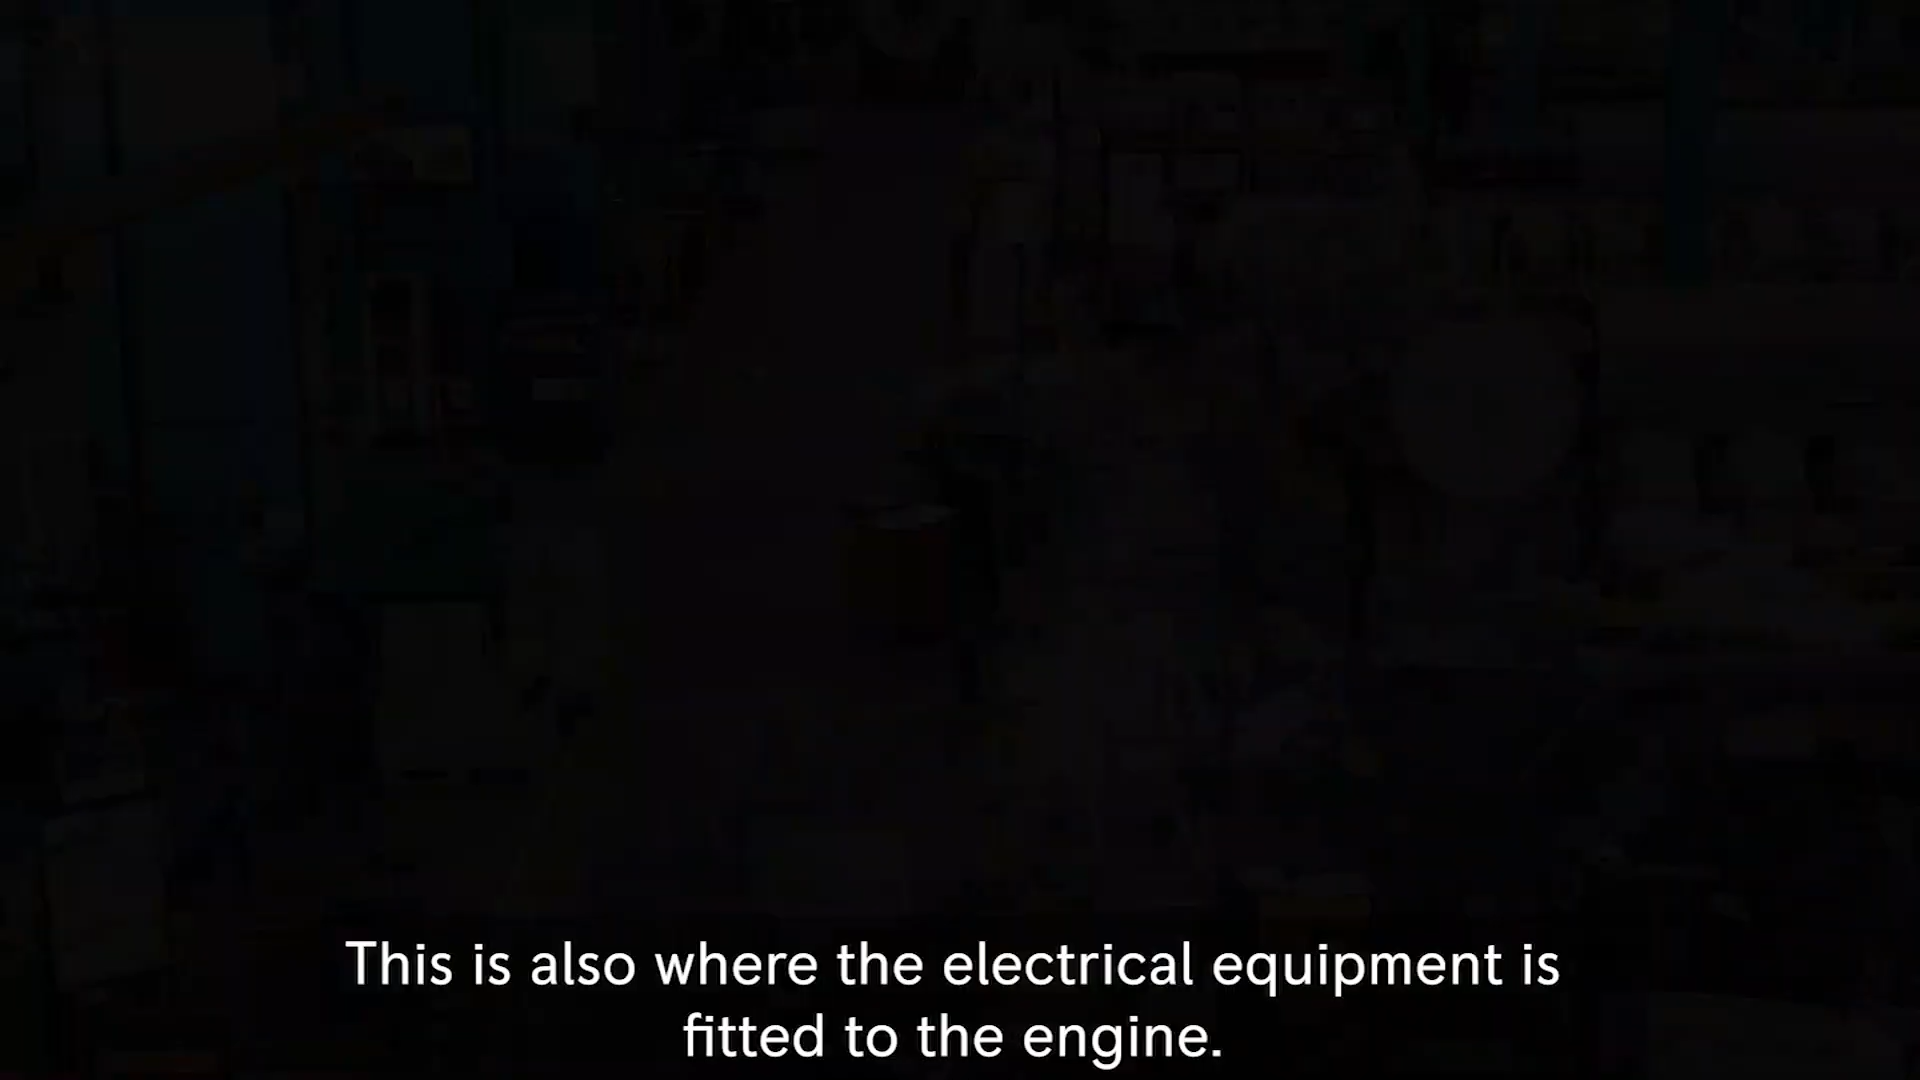 This is also where the electrical equipment is
fitted to the engine.